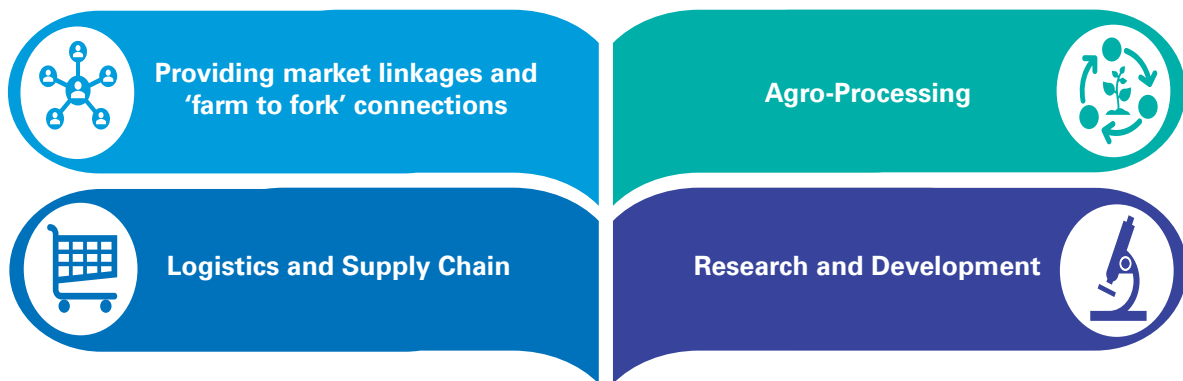 Providing market linkages and
‘farm to fork’ connections
Agro-Processing
Logistics and Supply Chain
Research and Development